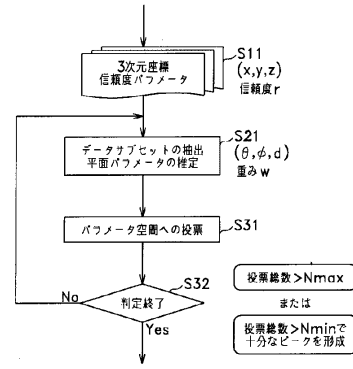 S11
3次元座標
信頼度パラメータ
(x,y,z)
信頼度r
S21
データサブセットの抽出
平面パラメータの推定
(θ,φ,d)
重みw
S31
パラメータ空間への投票
S32
判定終了
No
Yes
投票総数>Nmax
または
投票総数>Nminで
十分なピークを形成